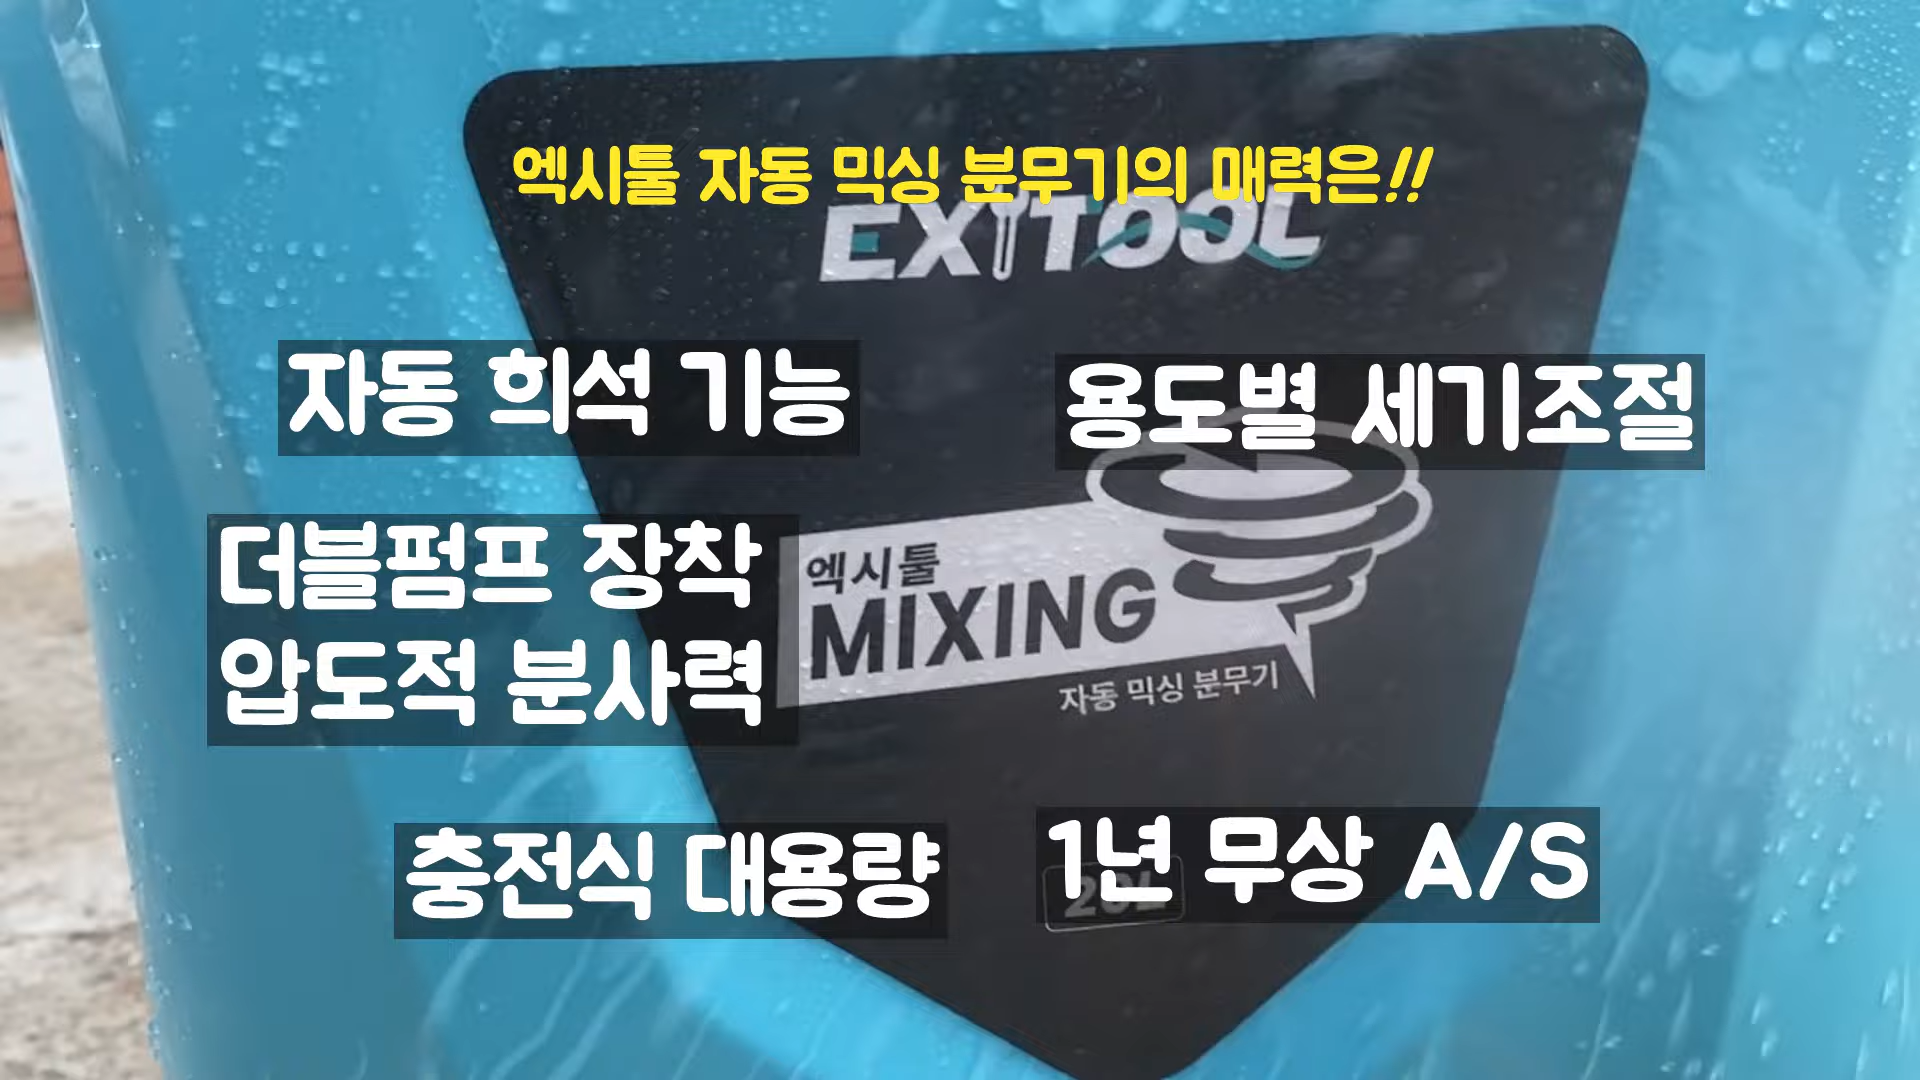 엑시툴 자동 믹싱 분무기의 매력은!!
EXITOOL
자동 희석 기능
용도별 세기조절
더블펌프 장착
압도적 분사력
엑시툴
MIXING
자동 믹싱 분무기
충전식 대용량
1년 무상 A/S
20L